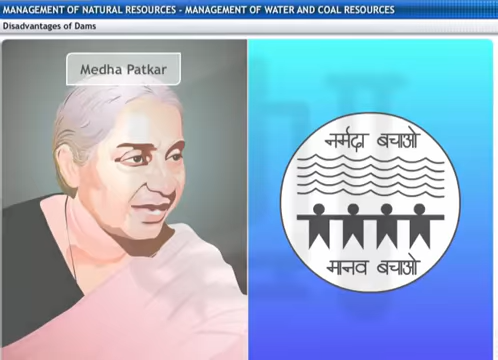 MANAGEMENT OF NATURAL RESOURCES - MANAGEMENT OF WATER AND COAL RESOURCES
Disadvantages of Dams
Medha Patkar
नर्मदा बचाओ
मानव बचाओ